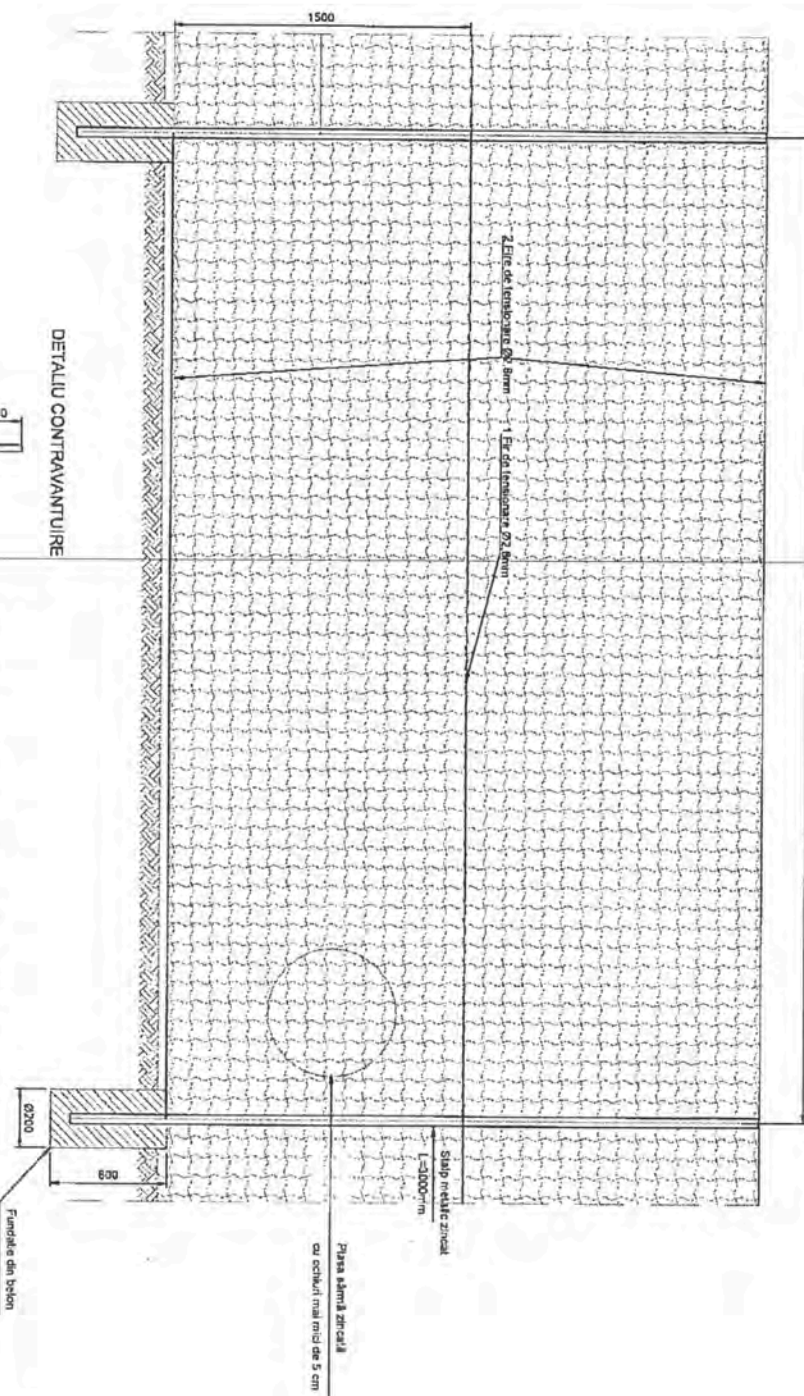 1500
2 Fire de tensionare Ø2,8mm
1 Fir de tensionare Ø2,8mm
Stalp metalic zincat
L=3000mm
Plasa sârmă zincată
cu ochiuri mai mici de 5 cm
Ø200
600
Fundatie din beton
DETALIU CONTRAVANTUIRE